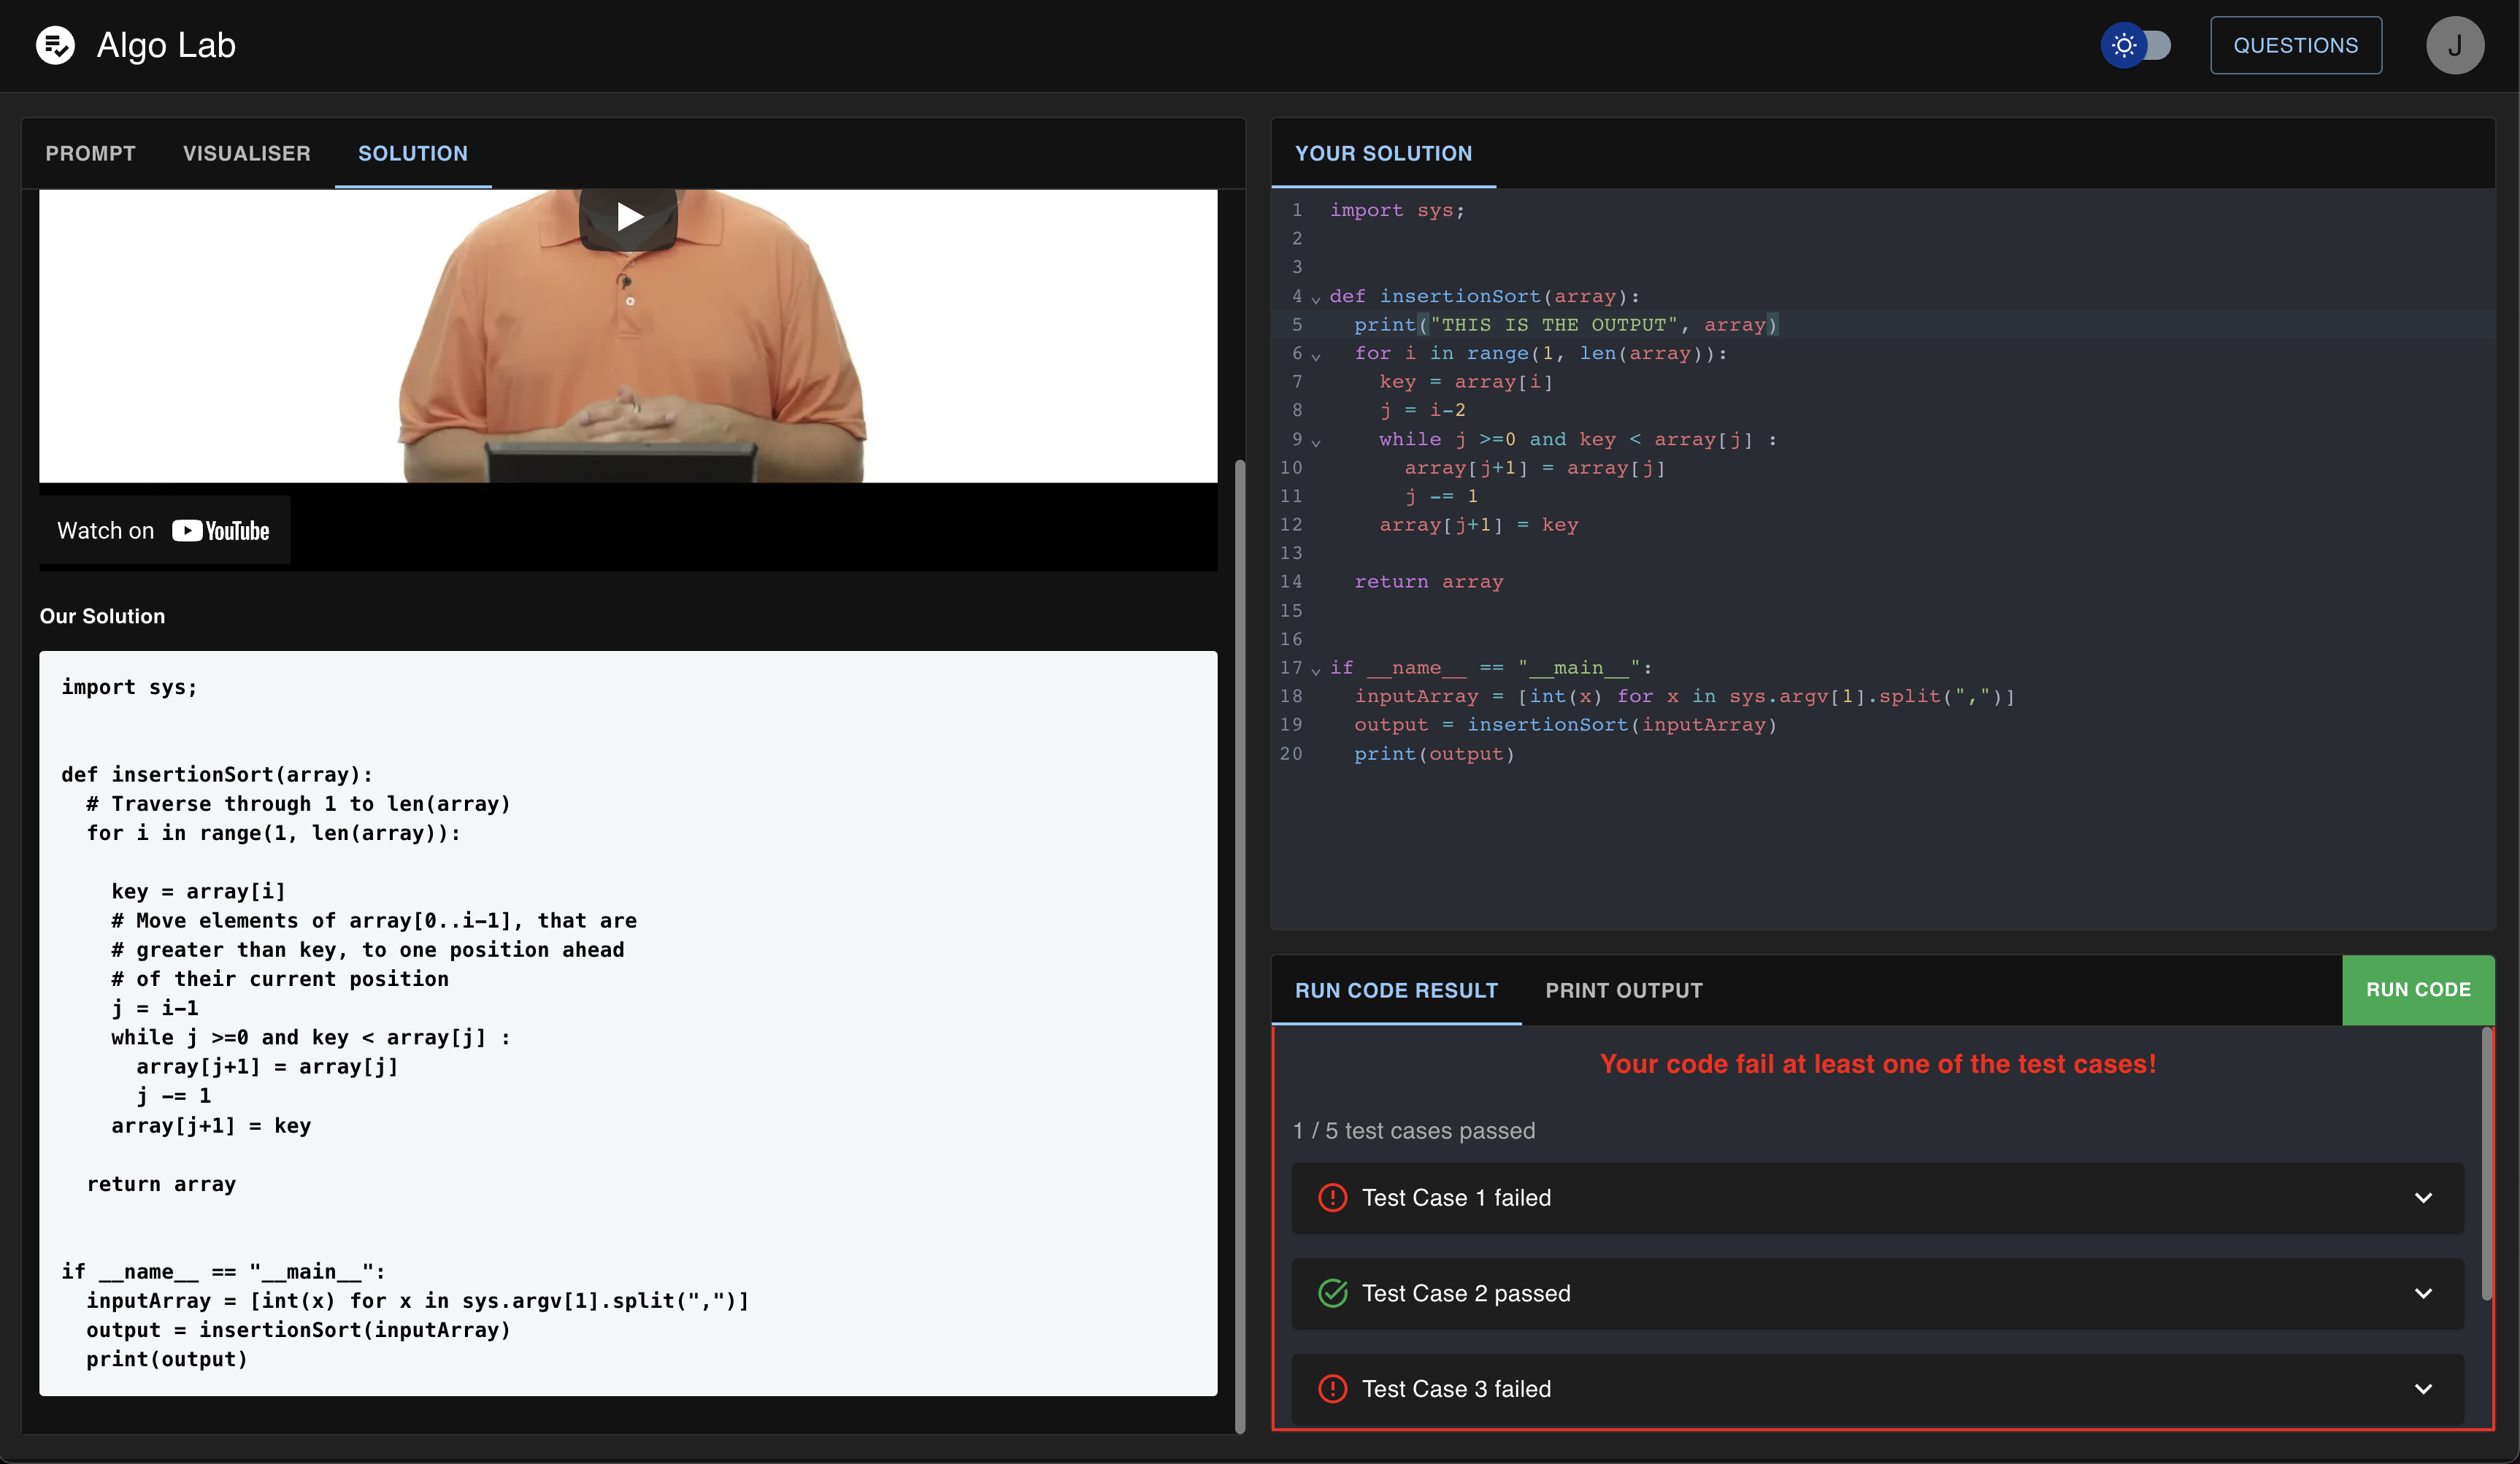 Algo Lab
QUESTIONS
J
PROMPT
VISUALISER
SOLUTION
Watch on YouTube
Our Solution
import sys;
def insertionSort(array):
  # Traverse through 1 to len(array)
  for i in range(1, len(array)):
    key = array[i]
    # Move elements of array[0..i-1], that are
    # greater than key, to one position ahead
    # of their current position
    j = i-1
    while j >=0 and key < array[j] :
      array[j+1] = array[j]
      j -= 1
    array[j+1] = key
  return array
if __name__ == "__main__":
  inputArray = [int(x) for x in sys.argv[1].split(",")]
  output = insertionSort(inputArray)
  print(output)
YOUR SOLUTION
1 import sys;
2
3
4 def insertionSort(array):
5   print("THIS IS THE OUTPUT", array)
6   for i in range(1, len(array)):
7     key = array[i]
8     j = i-2
9     while j >=0 and key < array[j] :
10       array[j+1] = array[j]
11       j -= 1
12     array[j+1] = key
13
14   return array
15
16
17 if __name__ == "__main__":
18   inputArray = [int(x) for x in sys.argv[1].split(",")]
19   output = insertionSort(inputArray)
20   print(output)
RUN CODE RESULT
PRINT OUTPUT
RUN CODE
Your code fail at least one of the test cases!
1 / 5 test cases passed
Test Case 1 failed
Test Case 2 passed
Test Case 3 failed